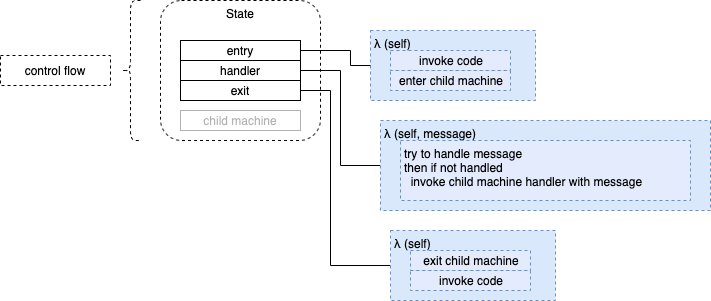 State
control flow
entry
handler
exit
child machine
λ (self)
invoke code
enter child machine
λ (self, message)
try to handle message
then if not handled
invoke child machine handler with message
λ (self)
exit child machine
invoke code